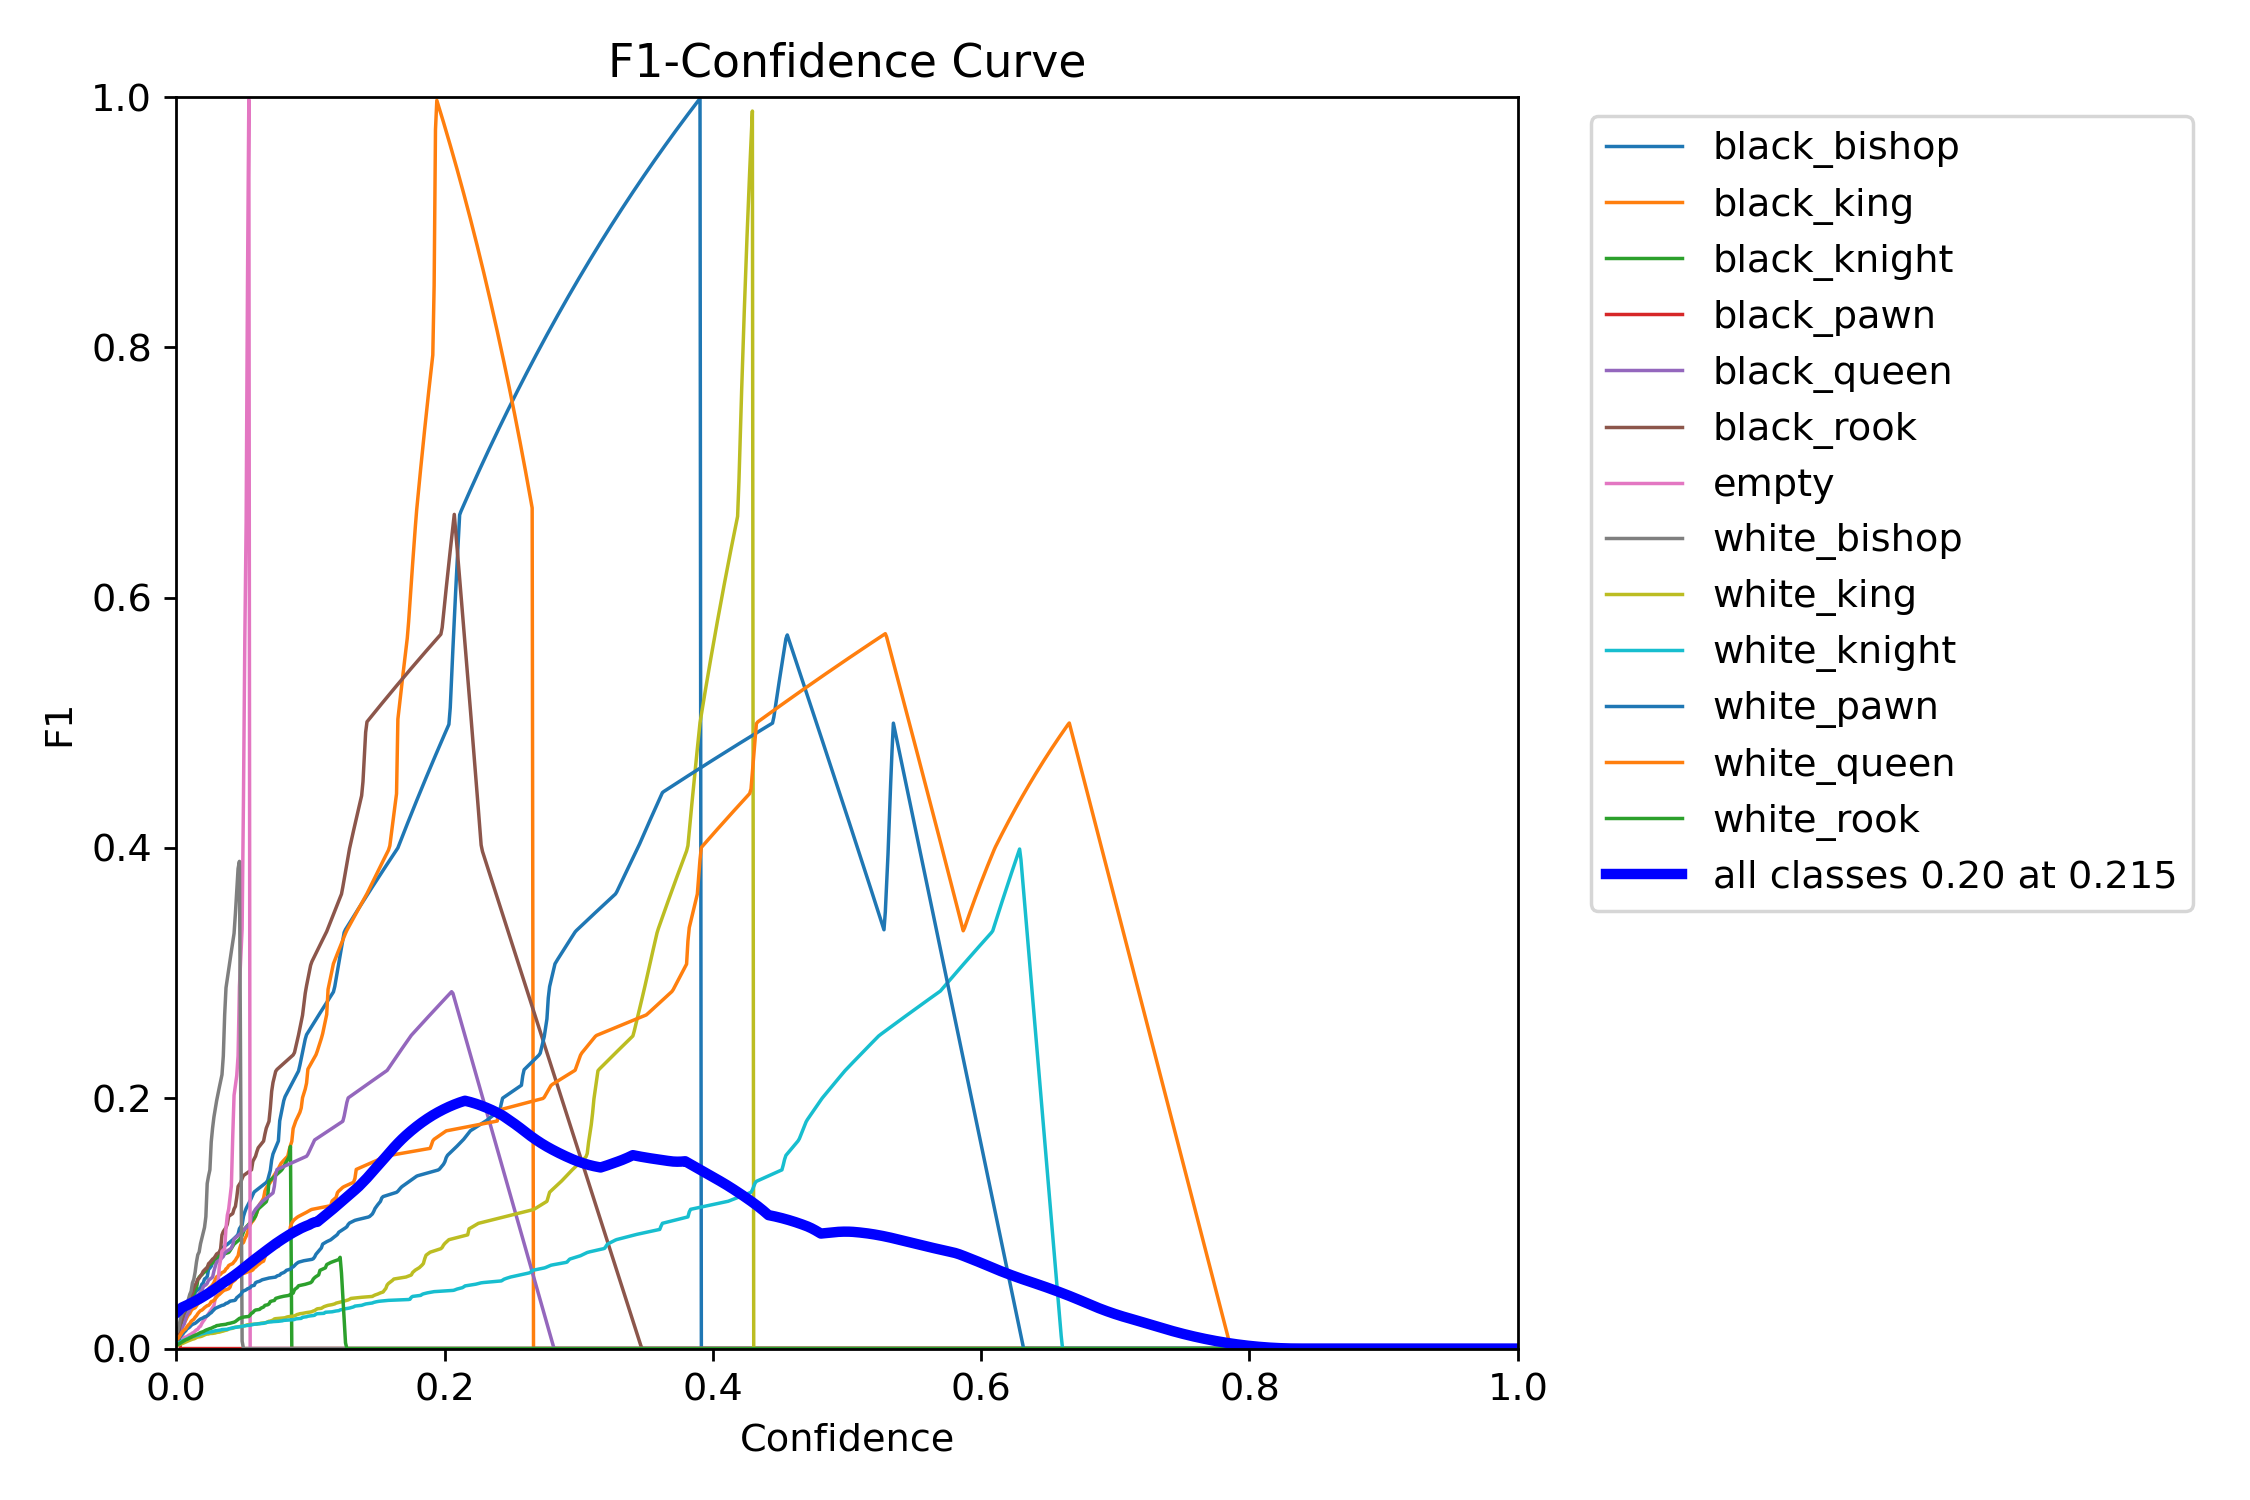 F1-Confidence Curve
1.0
0.8
0.6
0.4
0.2
0.0
F1
0.0 0.2 0.4 0.6 0.8 1.0
Confidence
black_bishop
black_king
black_knight
black_pawn
black_queen
black_rook
empty
white_bishop
white_king
white_knight
white_pawn
white_queen
white_rook
all classes 0.20 at 0.215